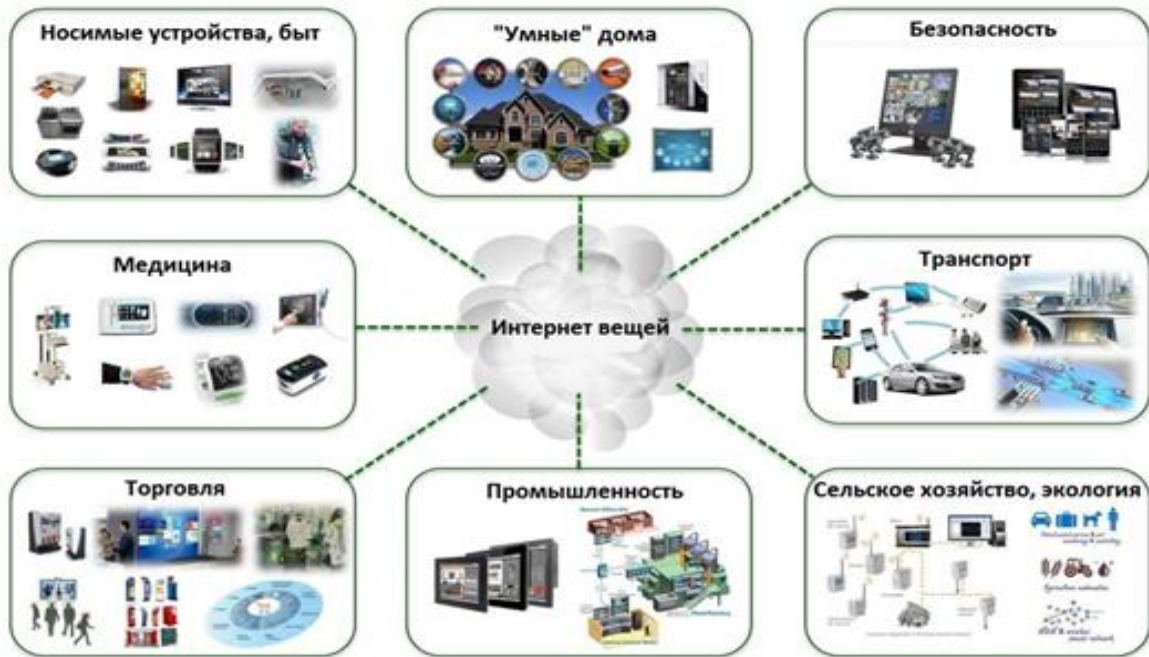 Носимые устройства, быт
"Умные" дома
Безопасность
Медицина
Интернет вещей
Транспорт
Торговля
Промышленность
Сельское хозяйство, экология